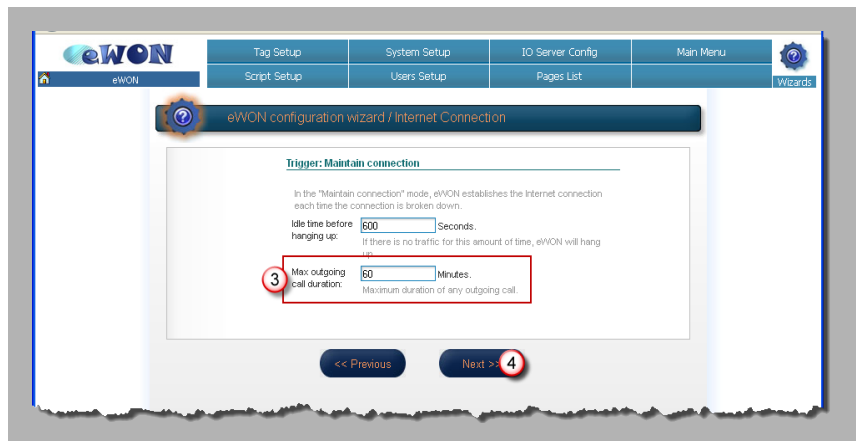 eWON
Tag Setup System Setup IO Server Config Main Menu
eWON
Script Setup Users Setup Pages List
Wizards
eWON configuration wizard / Internet Connection
Trigger: Maintain connection
In the "Maintain connection" mode, eWON establishes the Internet connection
each time the connection is broken down.
Idle time before
hanging up:
600 Seconds.
If there is no traffic for this amount of time, eWON will hang
up.
3
Max outgoing
call duration:
60 Minutes.
Maximum duration of any outgoing call.
<< Previous Next >> 4